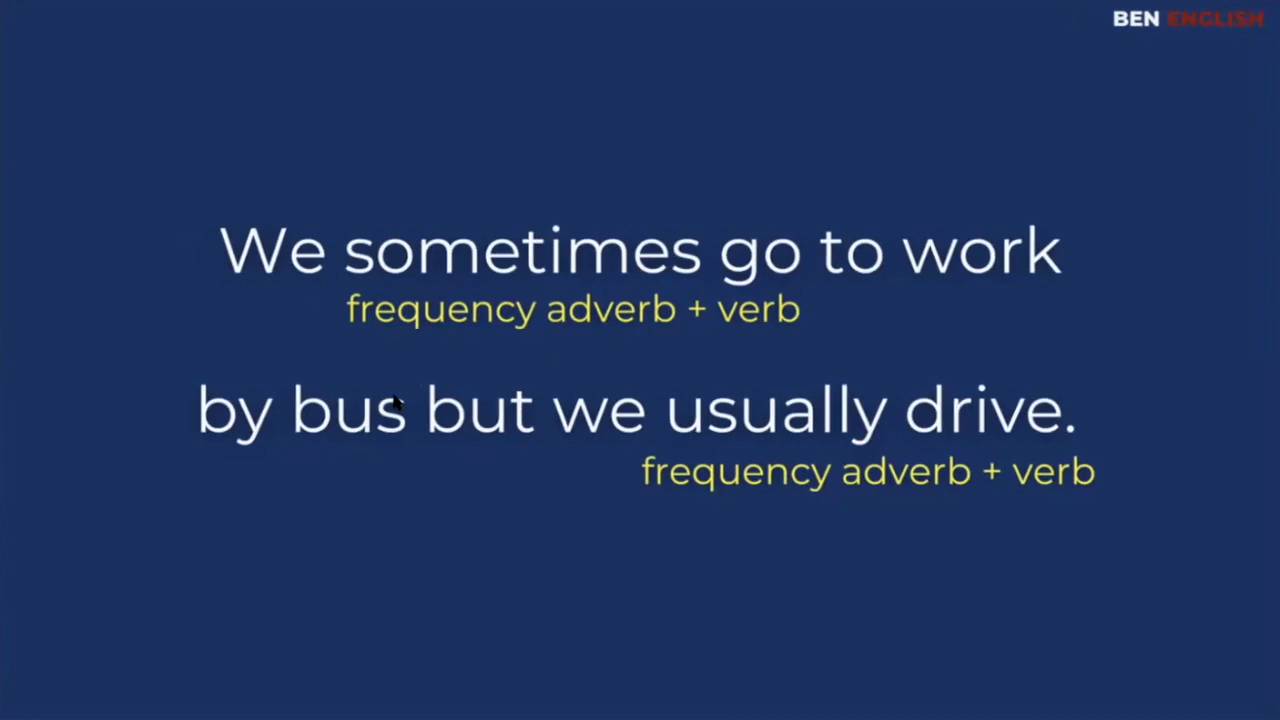 BEN ENGLISH
We sometimes go to work
frequency adverb + verb
by bus but we usually drive.
frequency adverb + verb